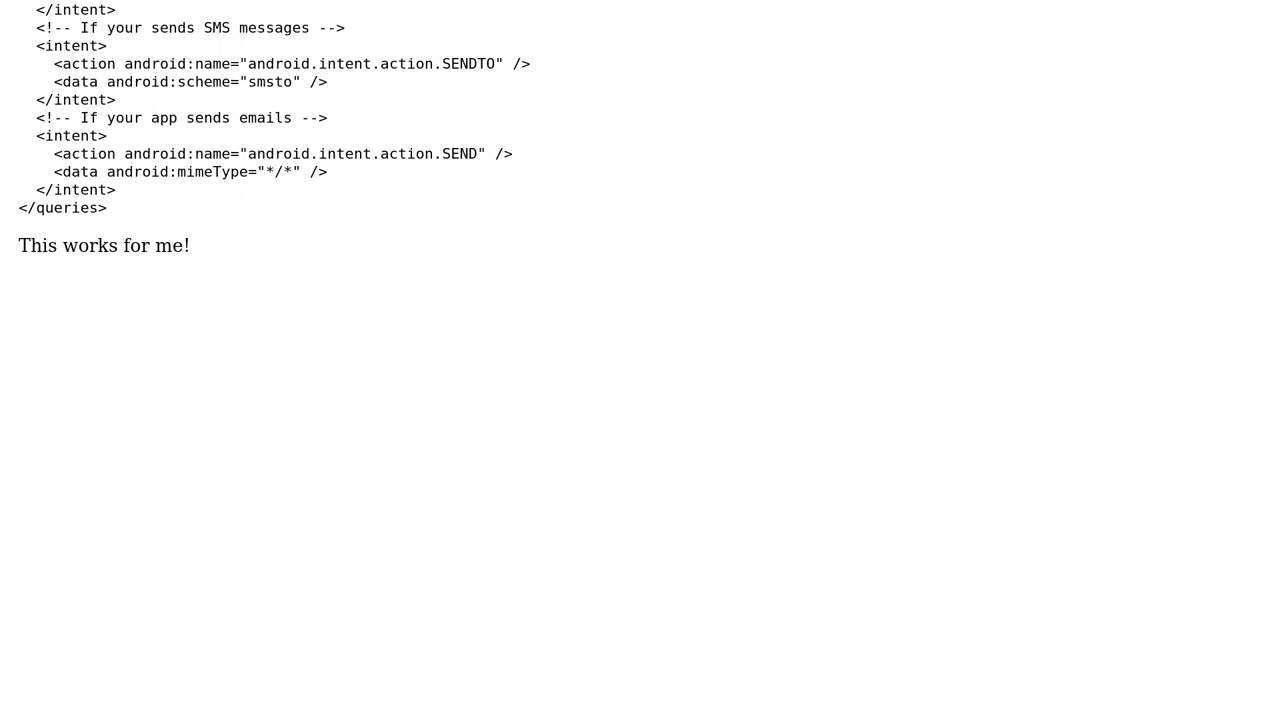 </intent>
<!-- If your sends SMS messages -->
<intent>
<action android:name="android.intent.action.SENDTO" />
<data android:scheme="smsto" />
</intent>
<!-- If your app sends emails -->
<intent>
<action android:name="android.intent.action.SEND" />
<data android:mimeType="*/*" />
</intent>
</queries>
This works for me!